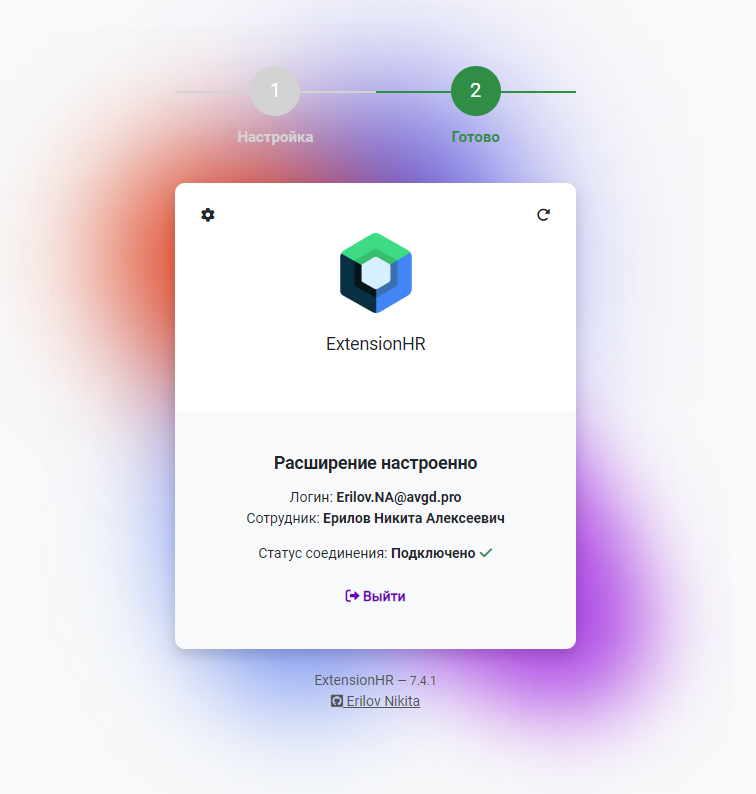 1
2
Настройка
Готово
ExtensionHR
Расширение настроенно
Логин: Erilov.NA@avgd.pro
Сотрудник: Ерилов Никита Алексеевич
Статус соединения: Подключено
Выйти
ExtensionHR – 7.4.1
Erilov Nikita